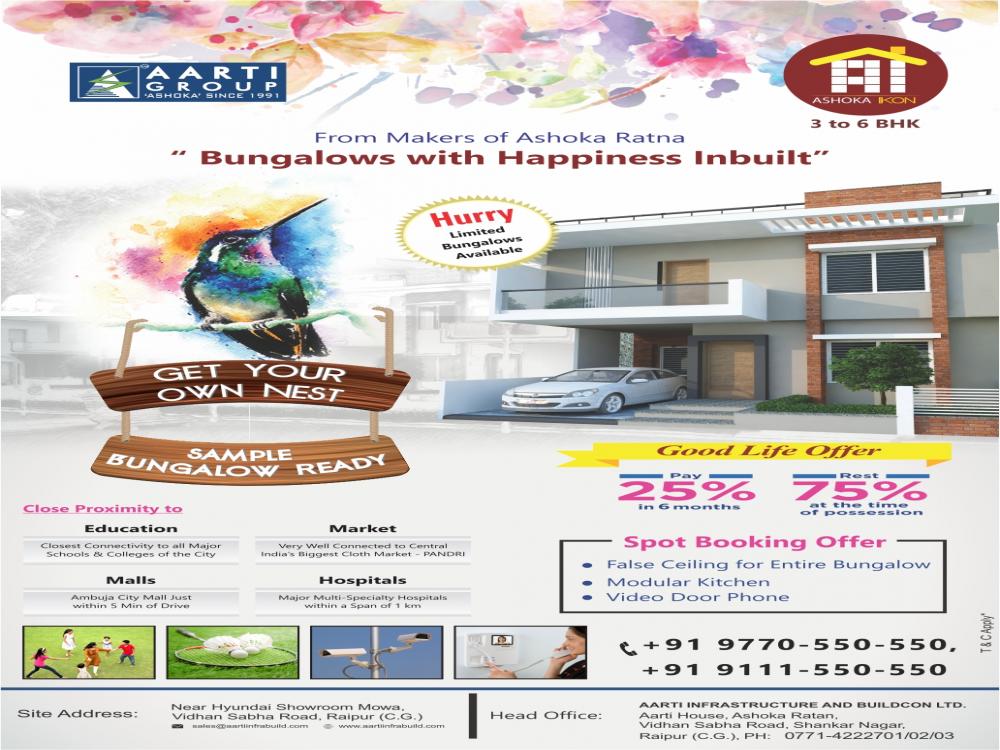 AARTI
GROUP
'ASHOKA' SINCE 1991
ASHOKA IKON
3 to 6 BHK
From Makers of Ashoka Ratna
“ Bungalows with Happiness Inbuilt”
Hurry
Limited
Bungalows
Available
GET YOUR
OWN NEST
SAMPLE
BUNGALOW READY
Good Life Offer
Pay
25%
in 6 months
Rest
75%
at the time
of possession
Close Proximity to
Education
Closest Connectivity to all Major
Schools & Colleges of the City
Market
Very Well Connected to Central
India's Biggest Cloth Market - PANDRI
Malls
Ambuja City Mall Just
within 5 Min of Drive
Hospitals
Major Multi-Specialty Hospitals
within a Span of 1 km
Spot Booking Offer
• False Ceiling for Entire Bungalow
• Modular Kitchen
• Video Door Phone
+91 9770-550-550,
+91 9111-550-550
T & C Apply*
Site Address:
Near Hyundai Showroom Mowa,
Vidhan Sabha Road, Raipur (C.G.)
sales@aartiinfrabuild.com www.aartiinfrabuild.com
Head Office:
AARTI INFRASTRUCTURE AND BUILDCON LTD.
Aarti House, Ashoka Ratan,
Vidhan Sabha Road, Shankar Nagar,
Raipur (C.G.), PH: 0771-4222701/02/03